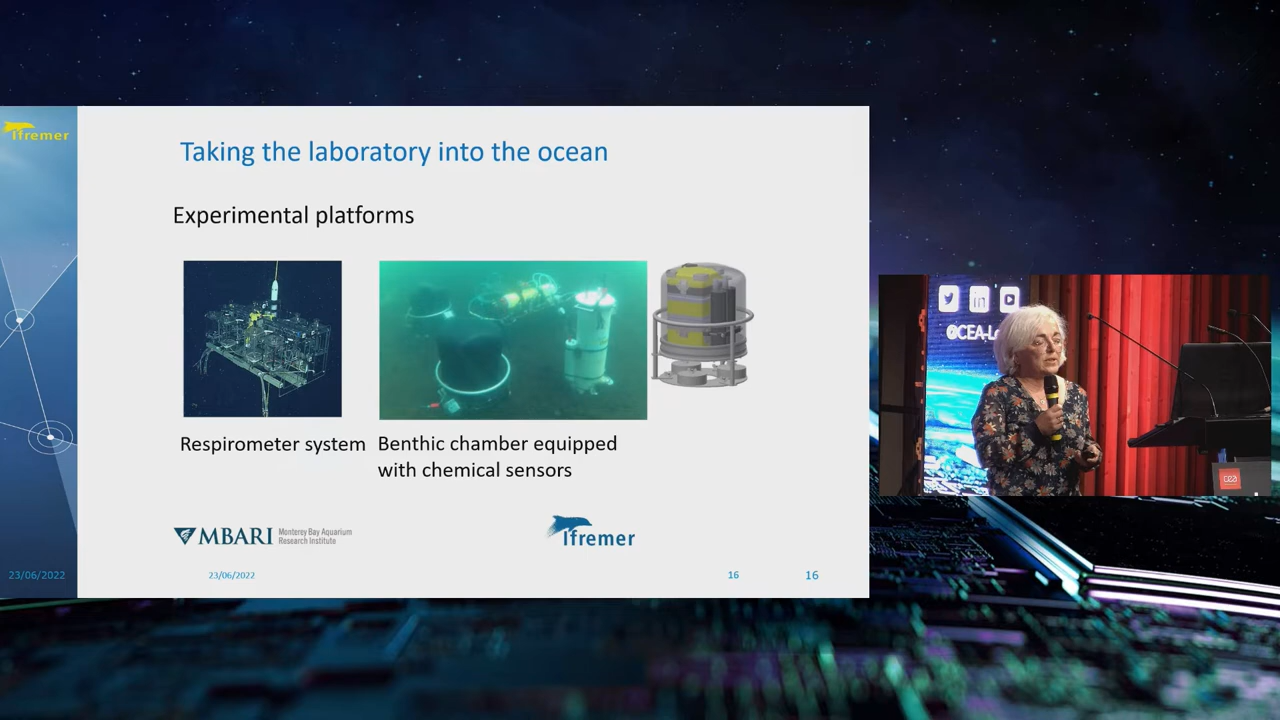 Ifremer
Taking the laboratory into the ocean
Experimental platforms
Respirometer system
Benthic chamber equipped
with chemical sensors
MBARI
Monterey Bay Aquarium
Research Institute
Ifremer
23/06/2022
23/06/2022
16
16
cea